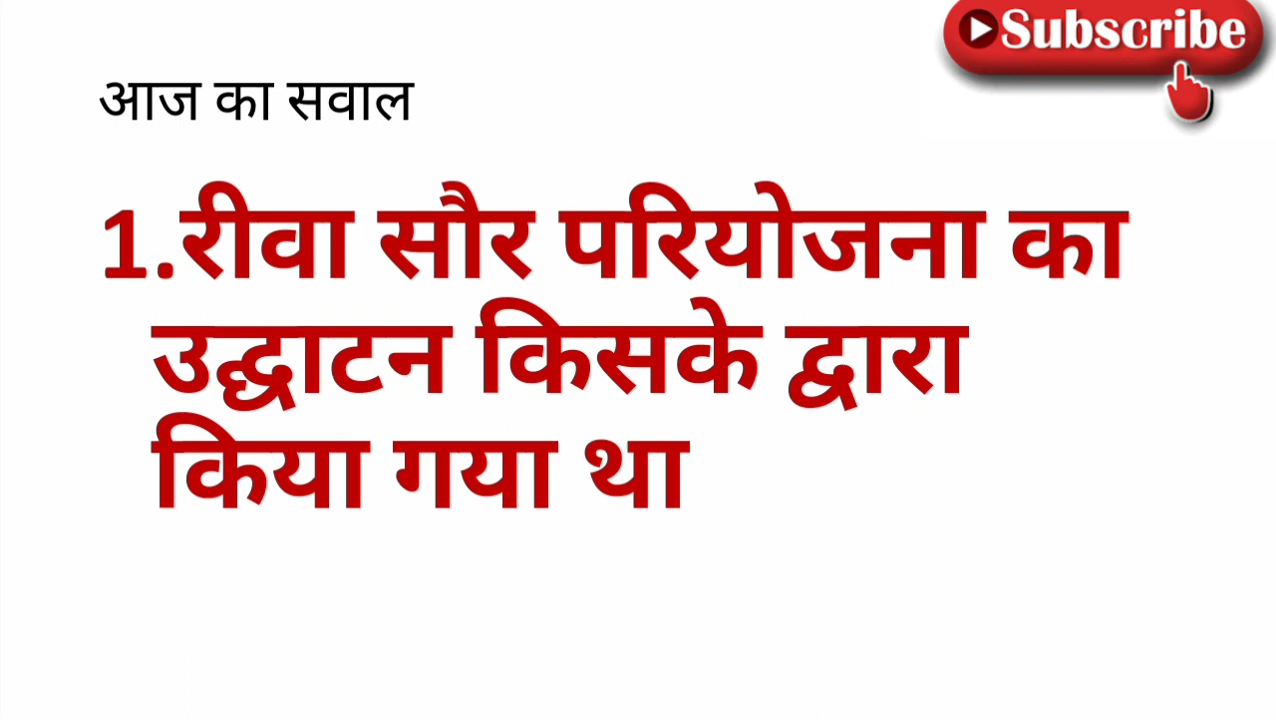 Subscribe
आज का सवाल
1.रीवा सौर परियोजना का
उद्घाटन किसके द्वारा
किया गया था